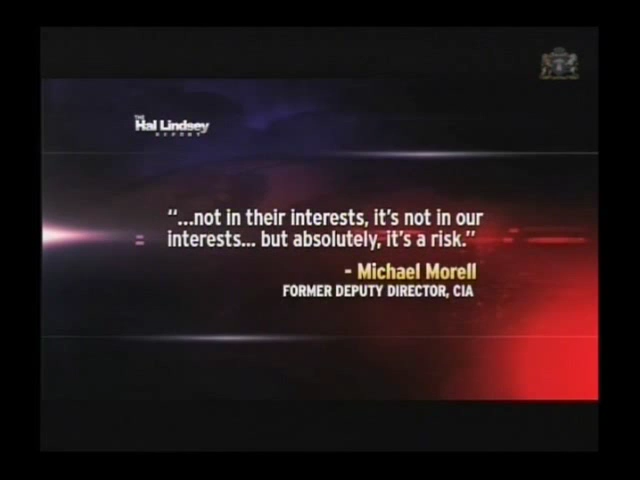 THE
Hal Lindsey
REPORT
“...not in their interests, it’s not in our
interests... but absolutely, it’s a risk.”
- Michael Morell
FORMER DEPUTY DIRECTOR, CIA